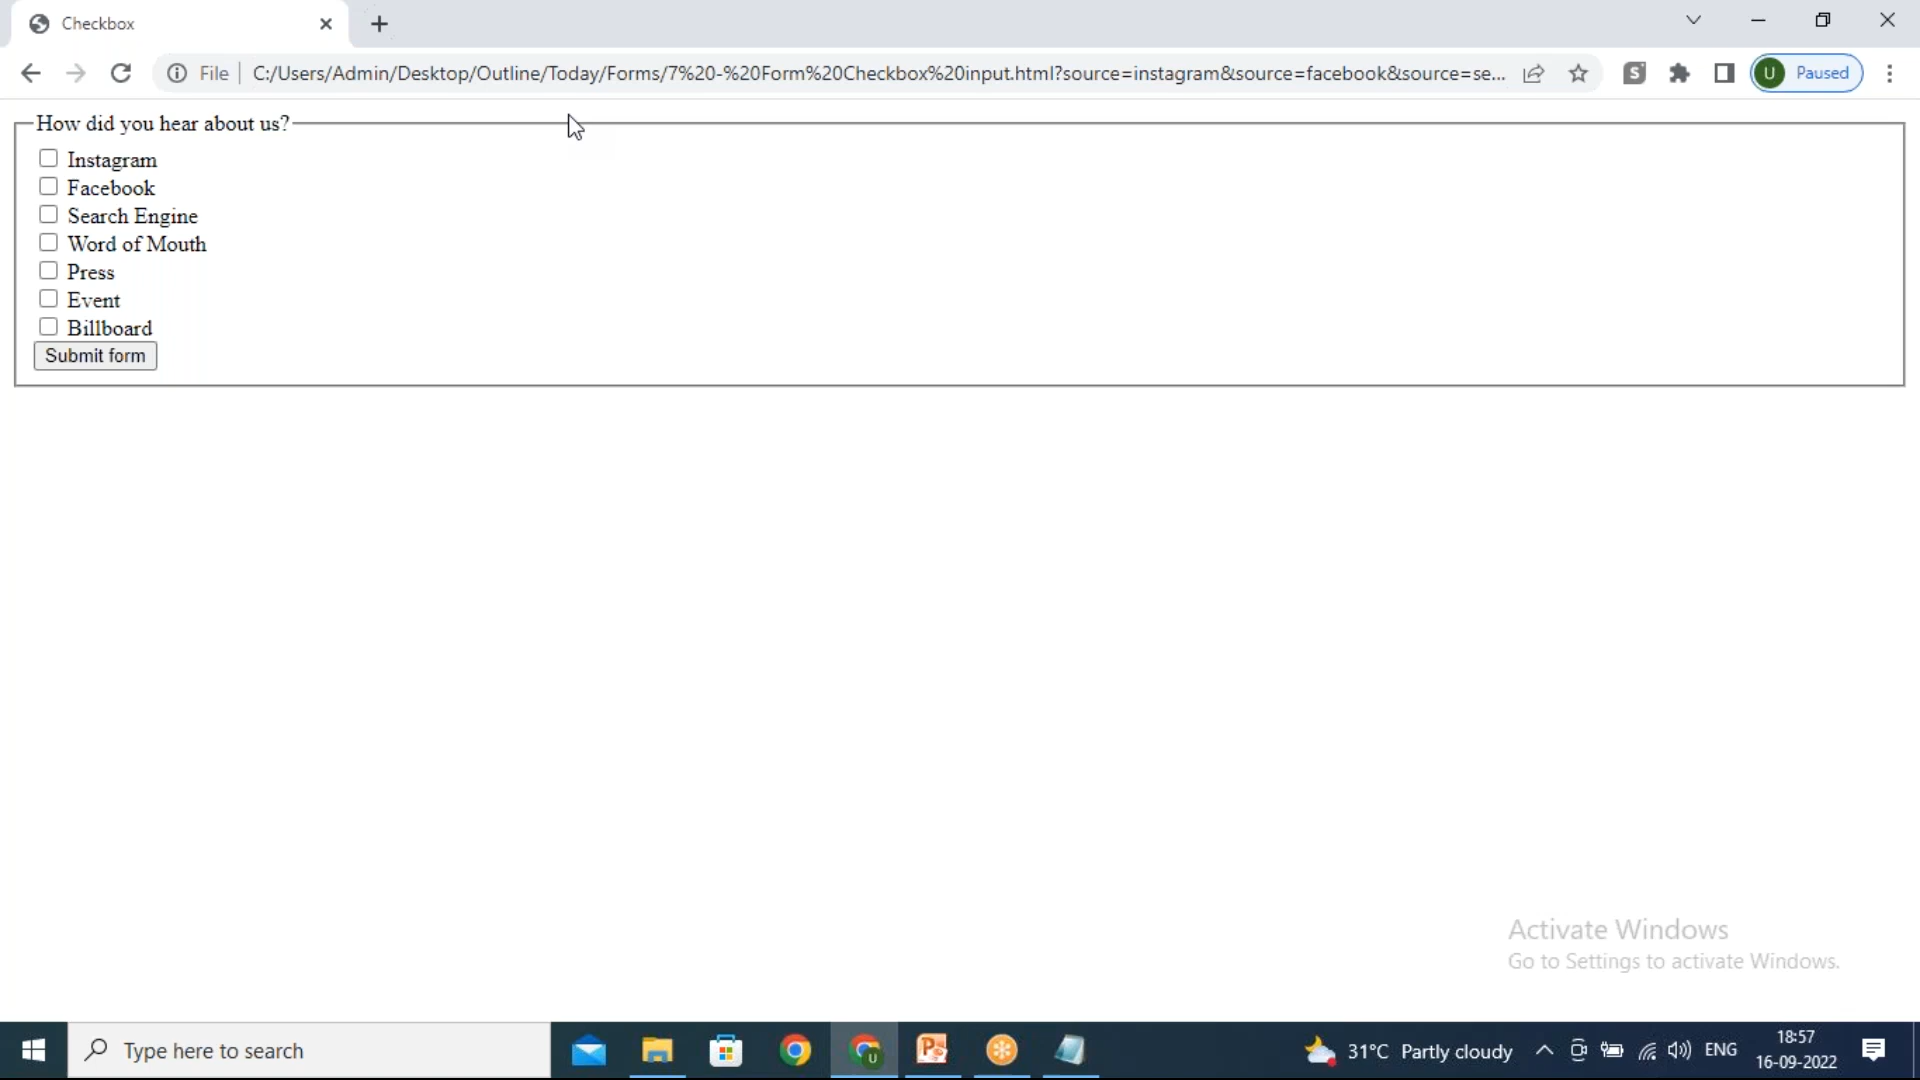 Checkbox
File
C:/Users/Admin/Desktop/Outline/Today/Forms/7%20-%20Form%20Checkbox%20input.html?source=instagram&source=facebook&source=se...
S
U
Paused
How did you hear about us?
Instagram
Facebook
Search Engine
Word of Mouth
Press
Event
Billboard
Submit form
Activate Windows
Go to Settings to activate Windows.
Type here to search
U
31°C Partly cloudy
ENG
18:57
16-09-2022